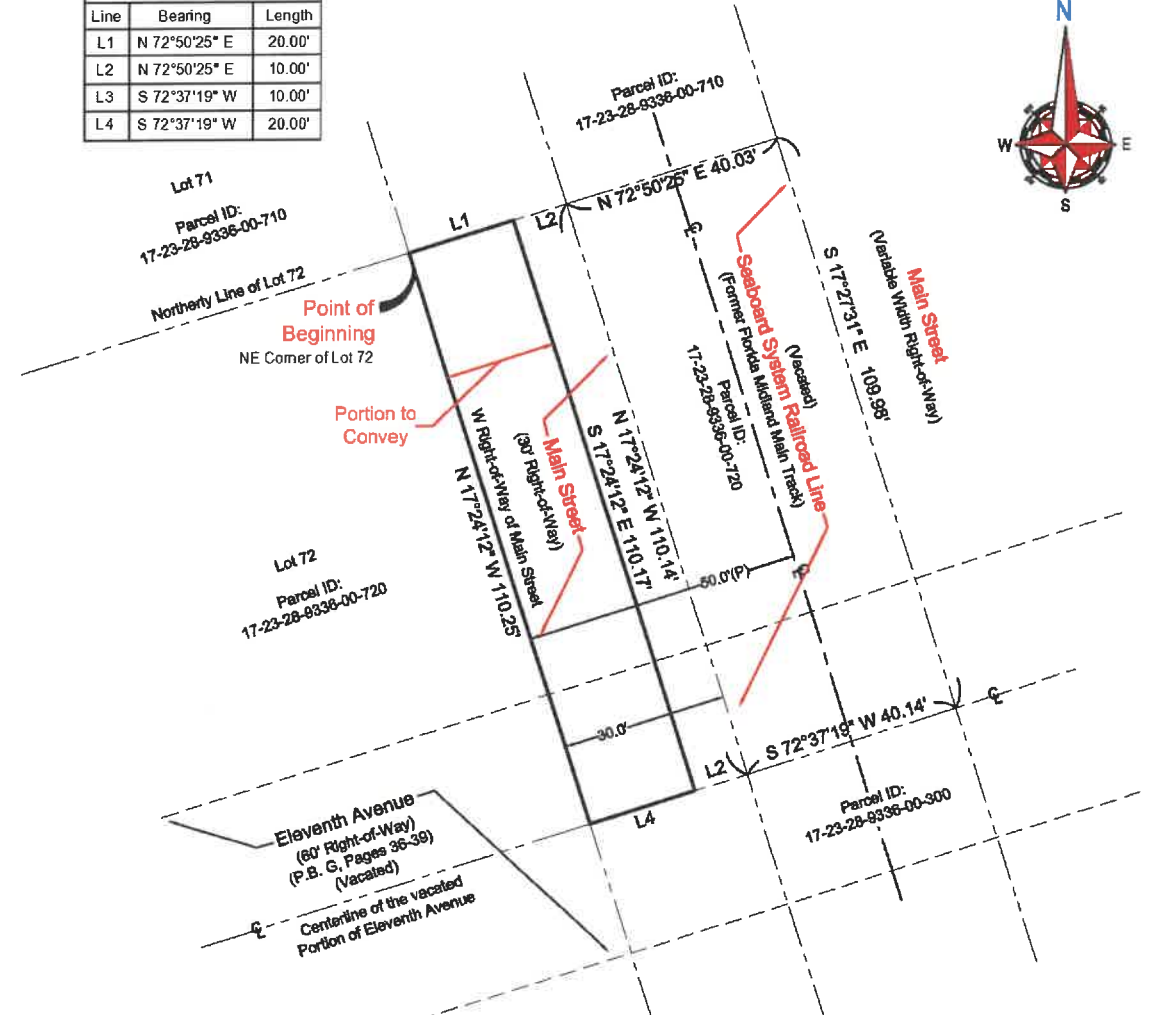 Line Bearing Length
L1 N 72°50'25" E 20.00'
L2 N 72°50'25" E 10.00'
L3 S 72°37'19" W 10.00'
L4 S 72°37'19" W 20.00'
N
W
E
S
Parcel ID:
17-23-28-9336-00-710
Lot 71
Parcel ID:
17-23-28-9336-00-710
L1
L2
N 72°50'25" E 40.03'
Northerly Line of Lot 72
Point of
Beginning
NE Corner of Lot 72
Portion to
Convey
W Right-of-Way of Main Street
N 17°24'12" W 110.25'
Main Street
(30' Right-of-Way)
S 17°24'12" E 110.17'
N 17°24'12" W 110.14'
Parcel ID:
17-23-28-9336-00-720
(Vacated)
Seaboard System Railroad Line
(Former Florida Midland Main Track)
S 17°27'31" E 109.98'
Main Street
(Variable Width Right-of-Way)
Lot 72
Parcel ID:
17-23-28-9336-00-720
50.0'(P)
30.0'
L2
S 72°37'19" W 40.14'
L4
Parcel ID:
17-23-28-9336-00-300
Eleventh Avenue
(60' Right-of-Way)
(P.B. G, Pages 36-39)
(Vacated)
Centerline of the vacated
Portion of Eleventh Avenue